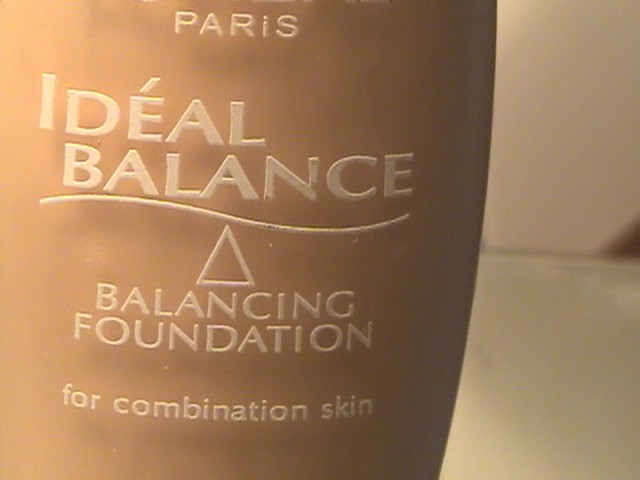 PARiS
IDÉAL
BALANCE
BALANCING
FOUNDATION
for combination skin